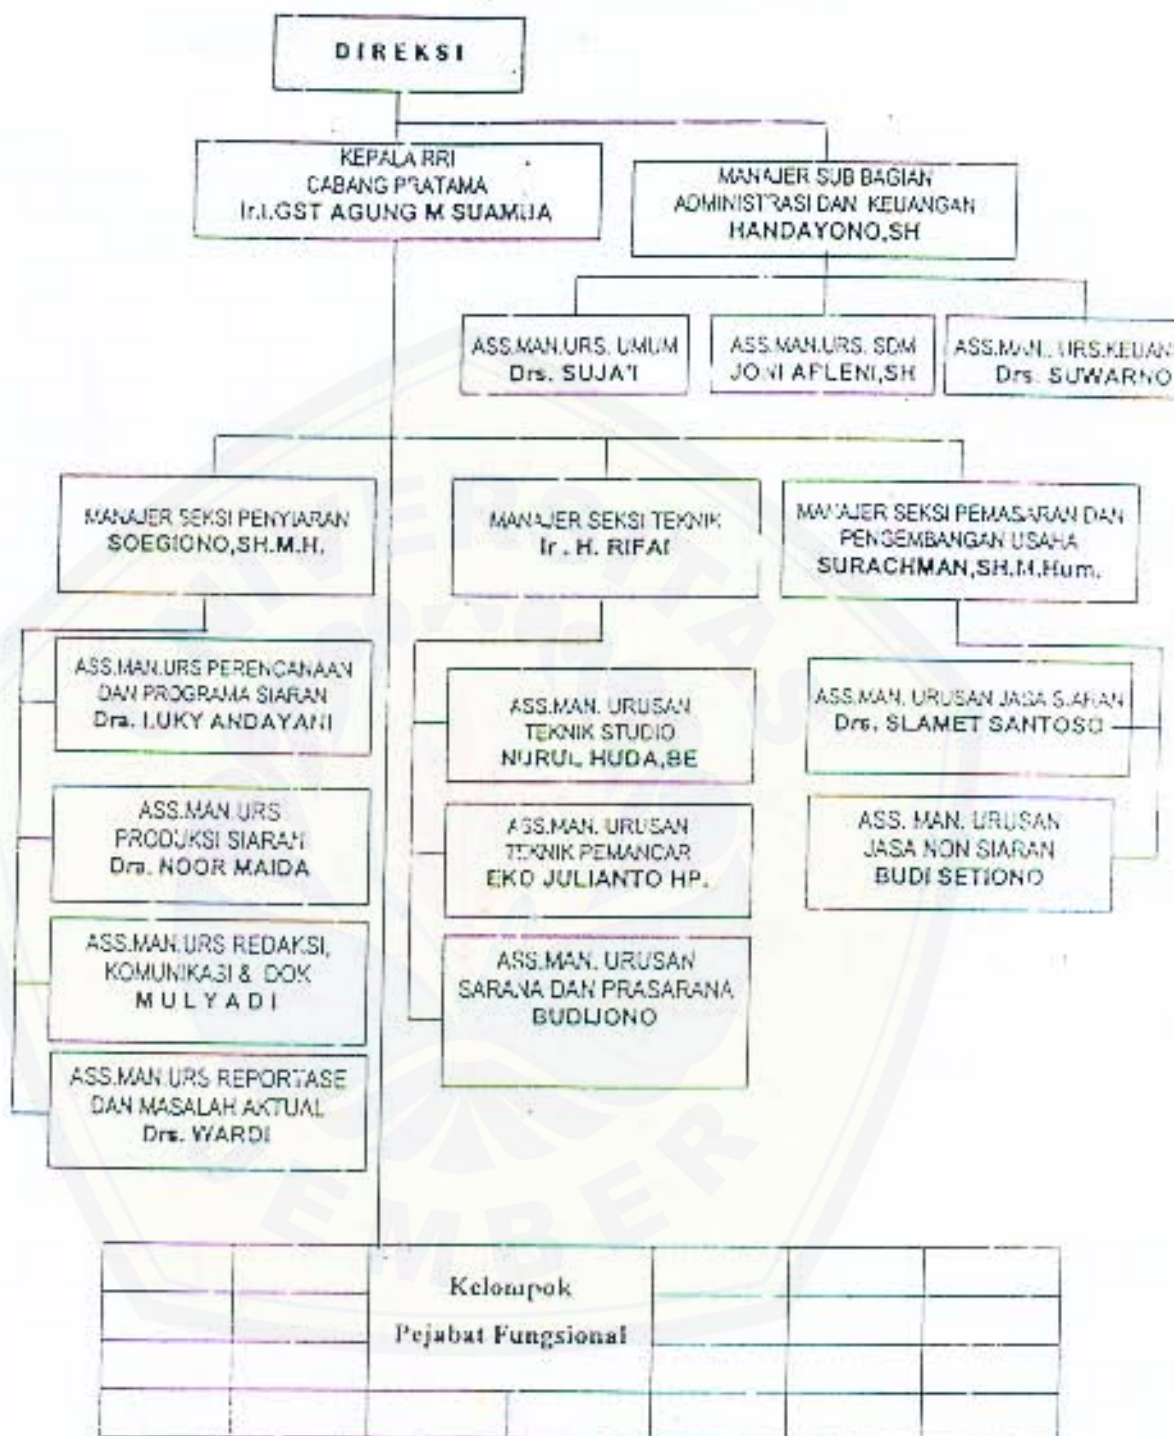 DIREKSI
KEPALA RRI
CABANG PRATAMA
Ir.I.GST AGUNG M SUAMBA
MANAJER SUB BAGIAN
ADMINISTRASI DAN KEUANGAN
HANDAYONO,SH
ASS.MAN.URS. UMUM
Drs. SUJA'I
ASS.MAN.URS. SDM
JONI
ASS.MAN.. URS.KEUAN
Drs. SUWARNO
MANAJER SEKSI PENYIARAN
SOEGIONO,SH.M.H.
MANAJER SEKSI TEKNIK
Ir . H. RIFAI
MANAJER SEKSI PEMASARAN DAN
PENGEMBANGAN USAHA
SURACHMAN,SH.M.Hum.
ASS.MAN.URS PERENCANAAN
DAN PROGRAMA SIARAN
Dra. LUKY ANDAYANI
ASS.MAN.URS
PRODUKSI SIARAN
Dra. NOOR MAIDA
ASS.MAN.URS REDAKSI,
KOMUNIKASI & DOK
M U L Y A D I
ASS.MAN.URS REPORTASE
DAN MASALAH AKTUAL
Drs. WARDI
ASS.MAN. URUSAN
TEKNIK STUDIO
NURUL HUDA,BE
ASS.MAN. URUSAN
TEKNIK PEMANCAR
EKO JULIANTO HP.
ASS.MAN. URUSAN
SARANA DAN PRASARANA
BUDIJONO
ASS.MAN. URUSAN JASA SIARAN
Drs. SLAMET SANTOSO
ASS. MAN. URUSAN
JASA NON SIARAN
BUDI SETIONO
Kelompok
Pejabat Fungsional
UNIVERSITAS
JEMBER